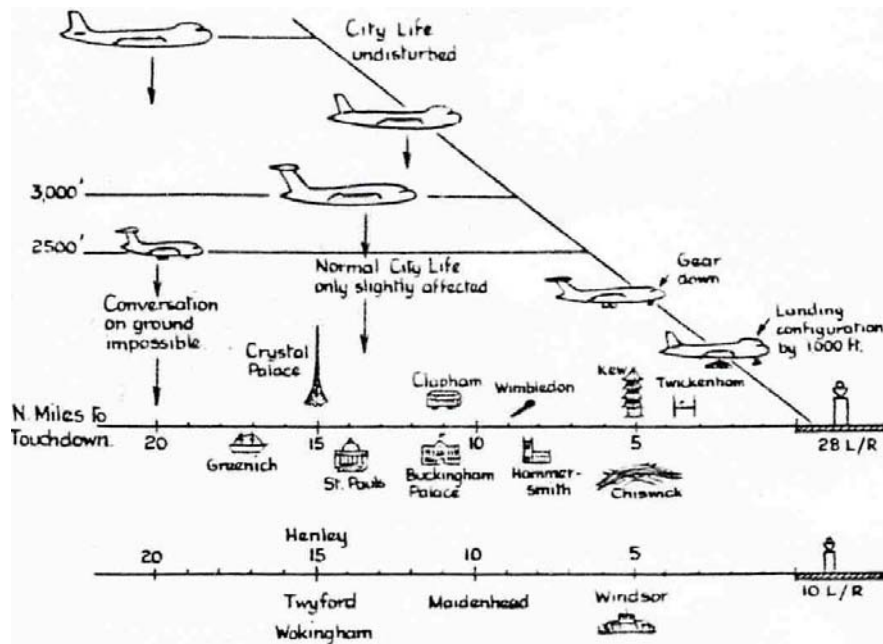 City Life
undisturbed
3,000'
2500'
Normal City Life
only slightly affected
Gear
down
Conversation
on ground
impossible.
Landing
configuration
by 1000 ft.
Crystal
Palace
Clapham
Wimbledon
Kew
Twickenham
N. Miles to
Touchdown.
20
15
10
5
28 L/R
Greenich
St. Pauls
Buckingham
Palace
Hammer-
smith
Chiswick
Henley
20
15
10
5
10 L/R
Twyford
Maidenhead
Windsor
Wokingham